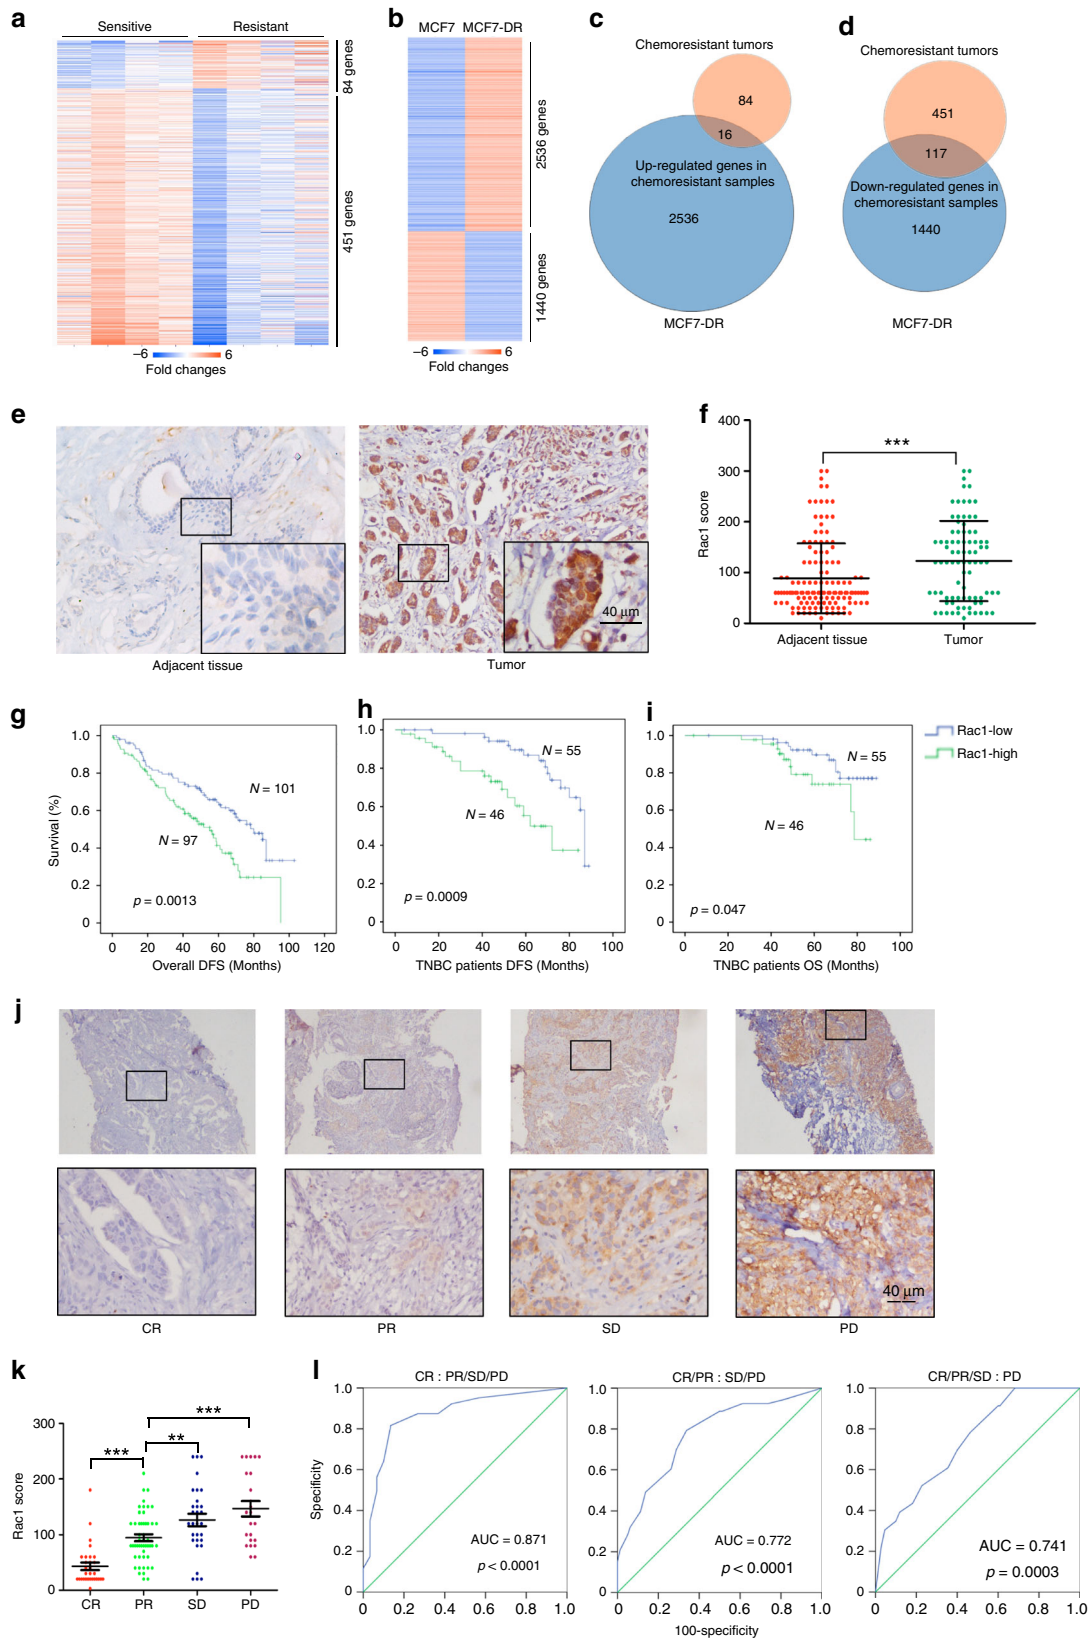 a
Sensitive
Resistant
84 genes
451 genes
−6
6
Fold changes
b
MCF7 MCF7-DR
2536 genes
1440 genes
−6
6
Fold changes
c
Chemoresistant tumors
84
16
Up-regulated genes in
chemoresistant samples
2536
MCF7-DR
d
Chemoresistant tumors
451
117
Down-regulated genes in
chemoresistant samples
1440
MCF7-DR
e
40 μm
Adjacent tissue
Tumor
f
Rac1 score
400
300
200
100
0
***
Adjacent tissue
Tumor
g
Survival (%)
1.0
0.8
0.6
0.4
0.2
0
N = 101
N = 97
p = 0.0013
0 20 40 60 80 100 120
Overall DFS (Months)
h
1.0
0.8
0.6
0.4
0.2
0
N = 55
N = 46
p = 0.0009
0 20 40 60 80 100
TNBC patients DFS (Months)
i
1.0
0.8
0.6
0.4
0.2
0
N = 55
N = 46
p = 0.047
0 20 40 60 80 100
TNBC patients OS (Months)
Rac1-low
Rac1-high
j
40 μm
CR
PR
SD
PD
k
Rac1 score
300
200
100
0
***
**
***
CR
PR
SD
PD
l
CR : PR/SD/PD
Specificity
1.0
0.8
0.6
0.4
0.2
0
AUC = 0.871
p < 0.0001
0 0.2 0.4 0.6 0.8 1.0
CR/PR : SD/PD
1.0
0.8
0.6
0.4
0.2
0
AUC = 0.772
p < 0.0001
0 0.2 0.4 0.6 0.8 1.0
100-specificity
CR/PR/SD : PD
1.0
0.8
0.6
0.4
0.2
0
AUC = 0.741
p = 0.0003
0 0.2 0.4 0.6 0.8 1.0